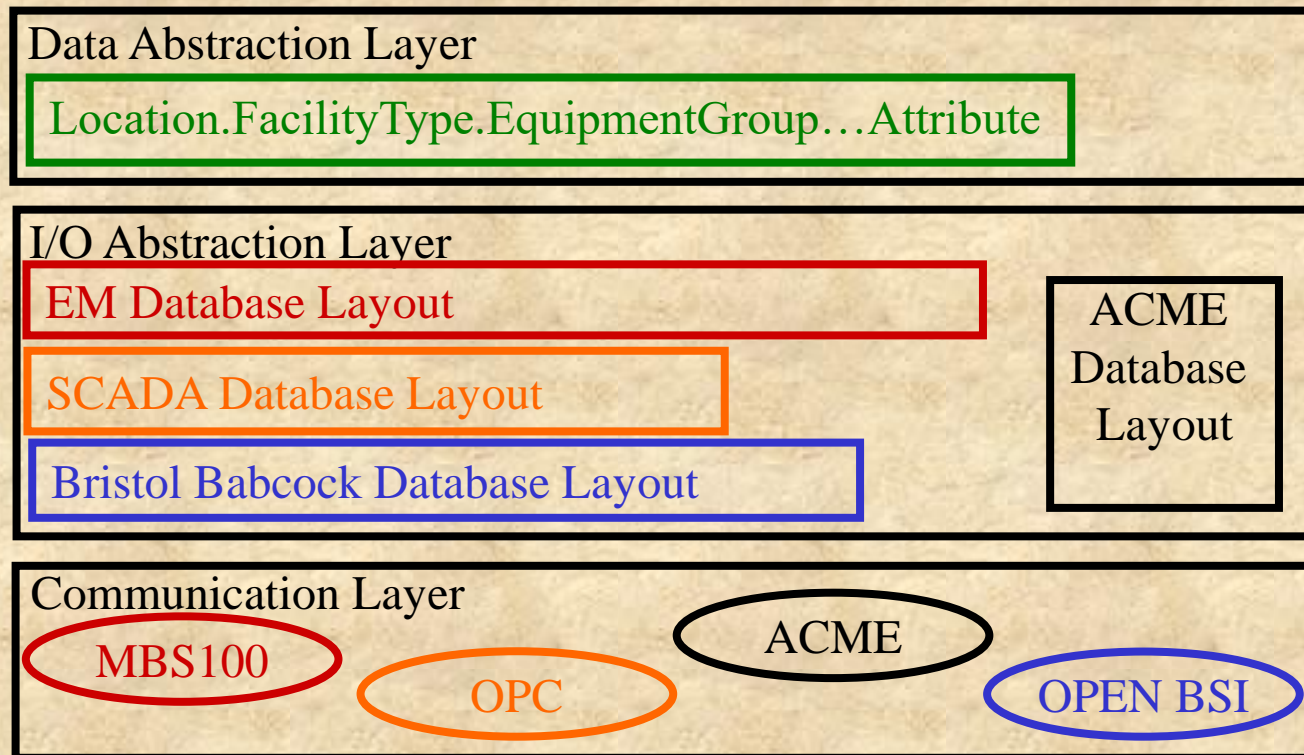 Data Abstraction Layer
Location.FacilityType.EquipmentGroup…Attribute
I/O Abstraction Layer
EM Database Layout
SCADA Database Layout
Bristol Babcock Database Layout
ACME
Database
Layout
Communication Layer
MBS100
OPC
ACME
OPEN BSI